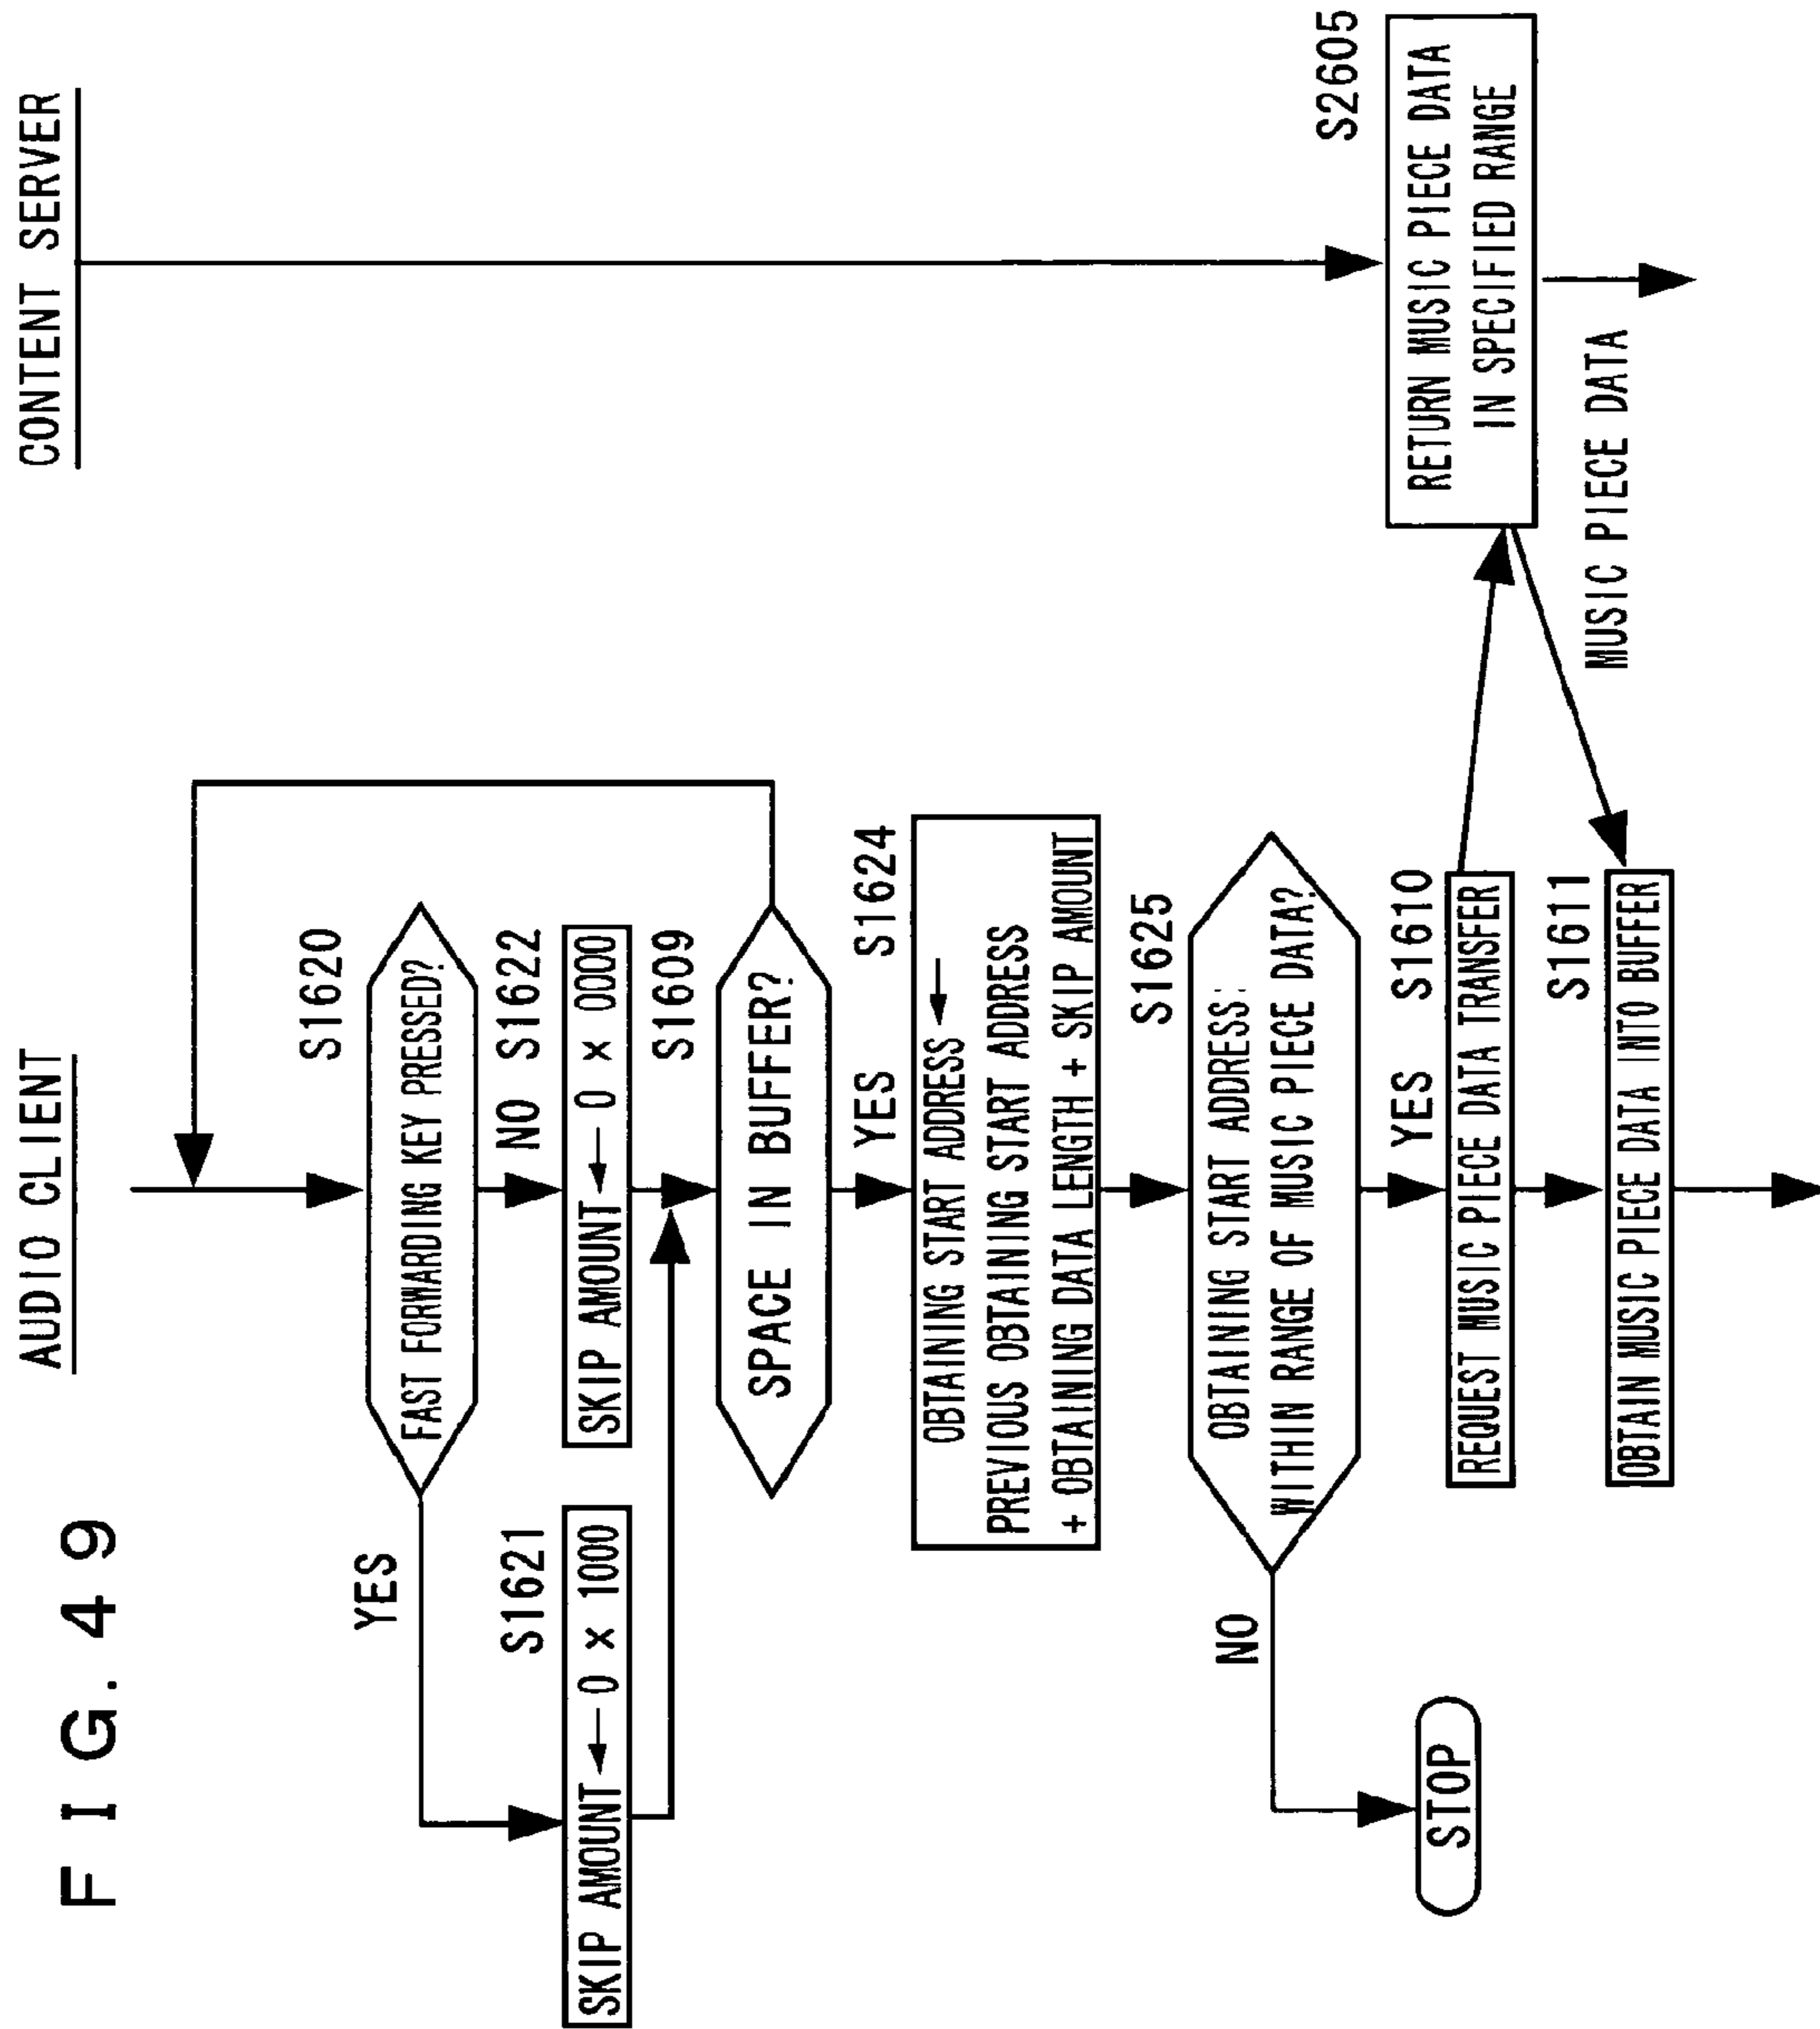 FIG. 49
AUDIO CLIENT
CONTENT SERVER
S1620
FAST FORWARDING KEY PRESSED?
YES
NO
S1622
SKIP AMOUNT ← 0 x 0000
S1621
SKIP AMOUNT ← 0 x 1000
S1609
SPACE IN BUFFER?
YES
S1624
OBTAINING START ADDRESS ←
PREVIOUS OBTAINING START ADDRESS
+ OBTAINING DATA LENGTH + SKIP AMOUNT
S1625
OBTAINING START ADDRESS
WITHIN RANGE OF MUSIC PIECE DATA?
NO
STOP
YES
S1610
REQUEST MUSIC PIECE DATA TRANSFER
S2605
RETURN MUSIC PIECE DATA
IN SPECIFIED RANGE
MUSIC PIECE DATA
S1611
OBTAIN MUSIC PIECE DATA INTO BUFFER